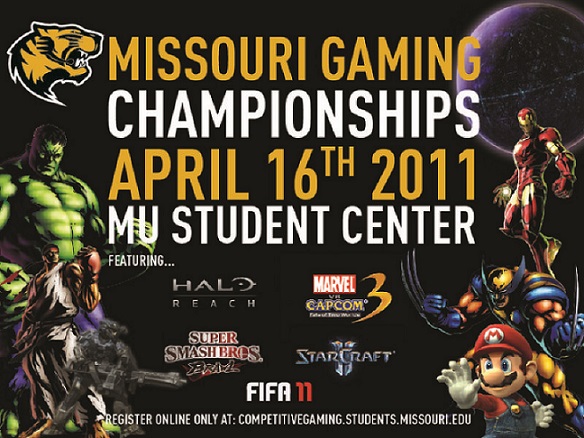 MISSOURI GAMING
CHAMPIONSHIPS
APRIL 16TH 2011
MU STUDENT CENTER
FEATURING...
HALO
REACH
MARVEL
VS.
CAPCOM 3
SUPER
SMASH BROS.
BRAWL
STARCRAFT
II
FIFA 11
REGISTER ONLINE ONLY AT: COMPETITIVEGAMING.STUDENTS.MISSOURI.EDU